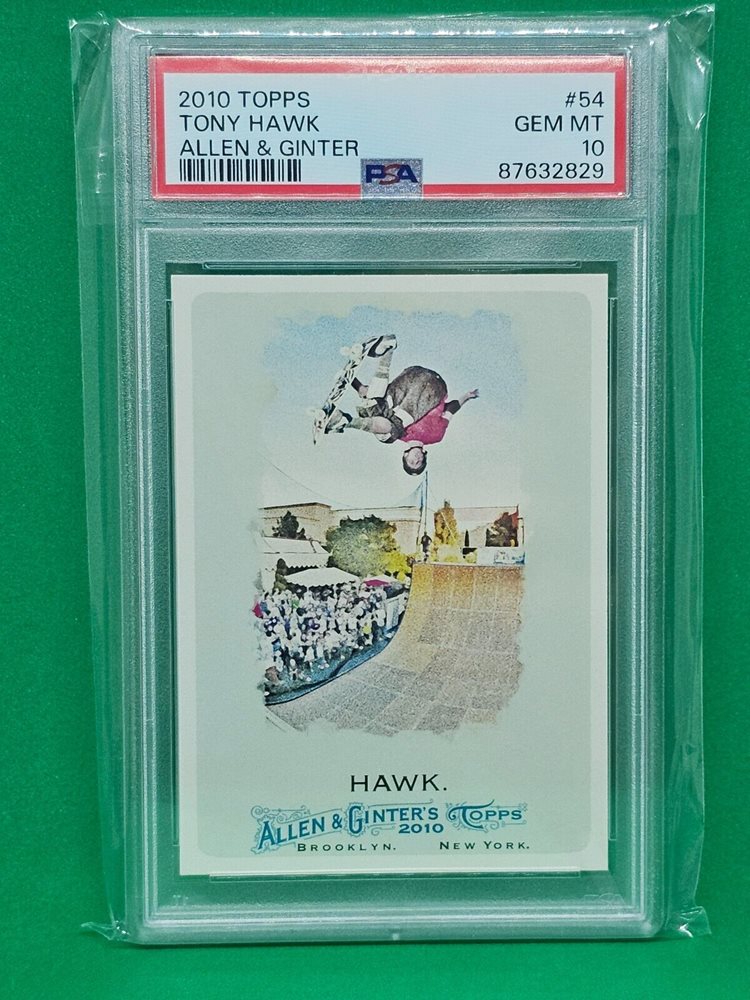 2010 TOPPS #54
TONY HAWK GEM MT
ALLEN & GINTER 10
PSA 87632829
HAWK.
ALLEN & GINTER'S TOPPS
2010
BROOKLYN. NEW YORK.